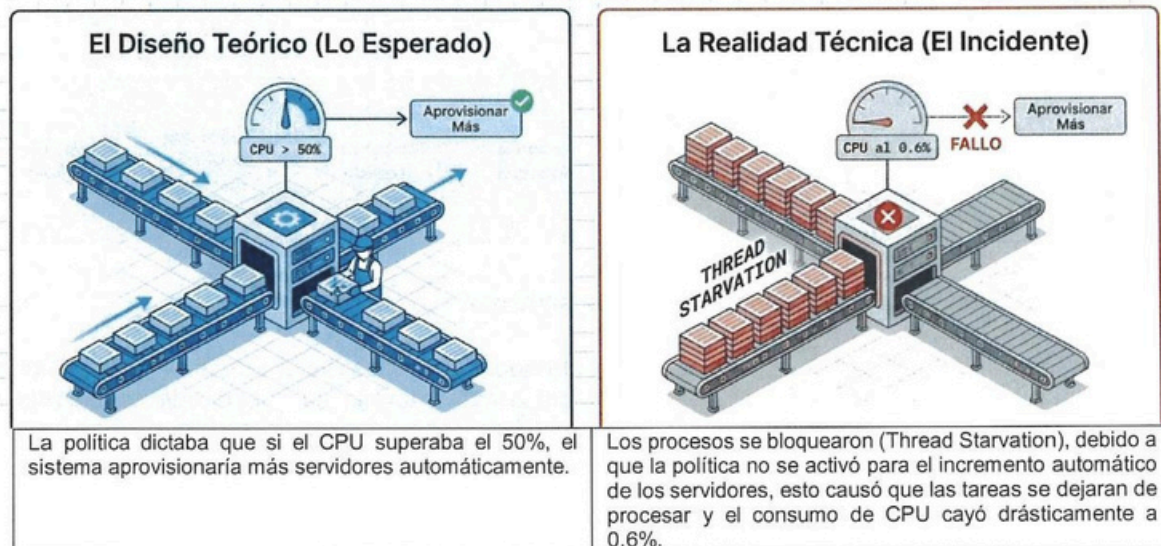 El Diseño Teórico (Lo Esperado)
CPU > 50%
Aprovisionar
Más
La política dictaba que si el CPU superaba el 50%, el
sistema aprovisionaría más servidores automáticamente.
La Realidad Técnica (El Incidente)
CPU al 0.6%
FALLO
Aprovisionar
Más
THREAD
STARVATION
Los procesos se bloquearon (Thread Starvation), debido a
que la política no se activó para el incremento automático
de los servidores, esto causó que las tareas se dejaran de
procesar y el consumo de CPU cayó drásticamente a
0.6%.